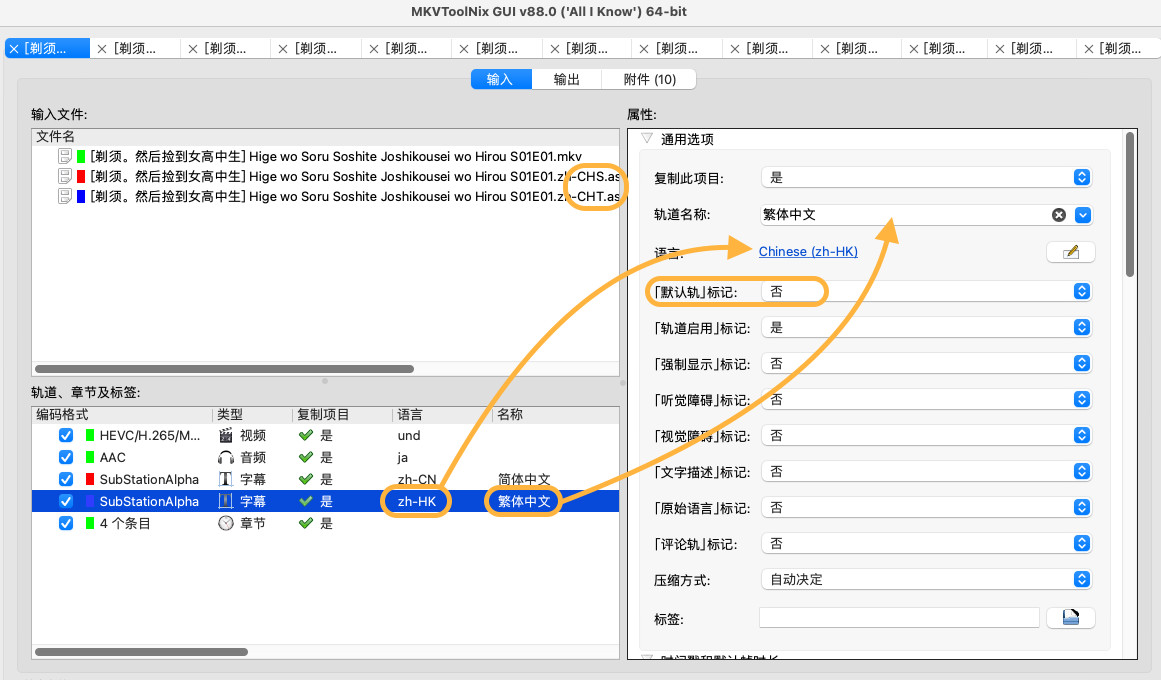 MKVToolNix GUI v88.0 ('All I Know') 64-bit
[剃须... [剃须... [剃须... [剃须... [剃须... [剃须... [剃须... [剃须... [剃须... [剃须... [剃须... [剃须... [剃须...
输入 输出 附件 (10)
输入文件:
文件名
[剃须。然后捡到女高中生] Hige wo Soru Soshite Joshikousei wo Hirou S01E01.mkv
[剃须。然后捡到女高中生] Hige wo Soru Soshite Joshikousei wo Hirou S01E01.zh-CHS.as
[剃须。然后捡到女高中生] Hige wo Soru Soshite Joshikousei wo Hirou S01E01.zh-CHT.as
轨道、章节及标签:
编码格式 类型 复制项目 语言 名称
HEVC/H.265/M... 视频 是 und
AAC 音频 是 ja
SubStationAlpha 字幕 是 zh-CN 简体中文
SubStationAlpha 字幕 是 zh-HK 繁体中文
4 个条目 章节 是
属性:
通用选项
复制此项目: 是
轨道名称: 繁体中文
语言: Chinese (zh-HK)
「默认轨」标记: 否
「轨道启用」标记: 是
「强制显示」标记: 否
「听觉障碍」标记: 否
「视觉障碍」标记: 否
「文字描述」标记: 否
「原始语言」标记: 否
「评论轨」标记: 否
压缩方式: 自动决定
标签:
时间戳和默认帧时长